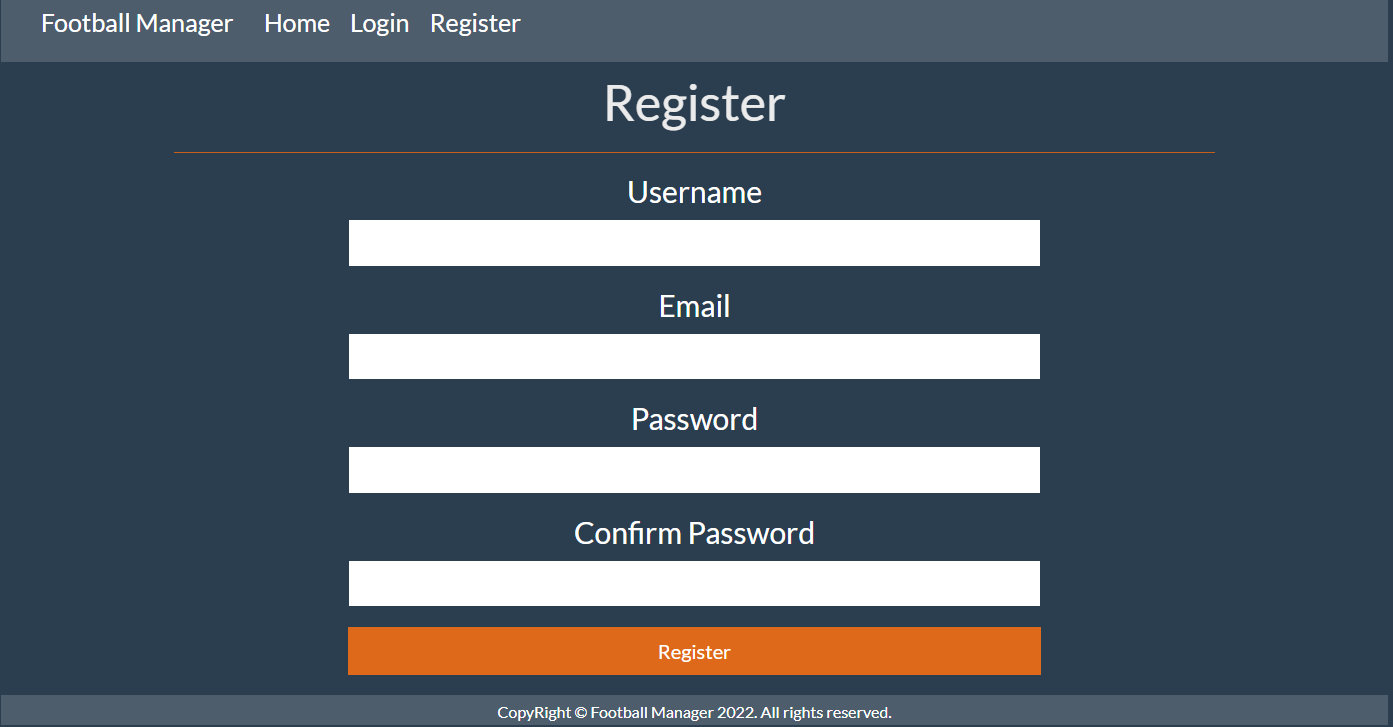 Football Manager Home Login Register
Register
Username
Email
Password
Confirm Password
Register
CopyRight © Football Manager 2022. All rights reserved.